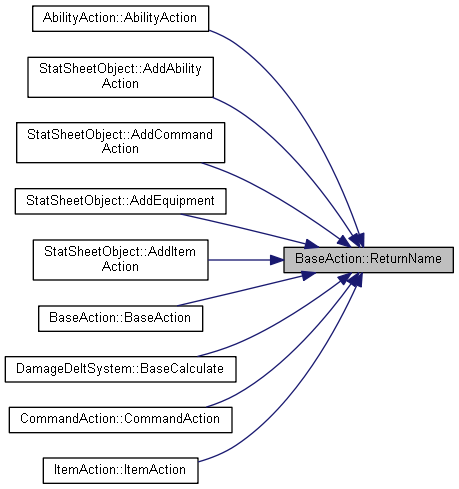 AbilityAction::AbilityAction
StatSheetObject::AddAbility
Action
StatSheetObject::AddCommand
Action
StatSheetObject::AddEquipment
StatSheetObject::AddItem
Action
BaseAction::ReturnName
BaseAction::BaseAction
DamageDeltSystem::BaseCalculate
CommandAction::CommandAction
ItemAction::ItemAction